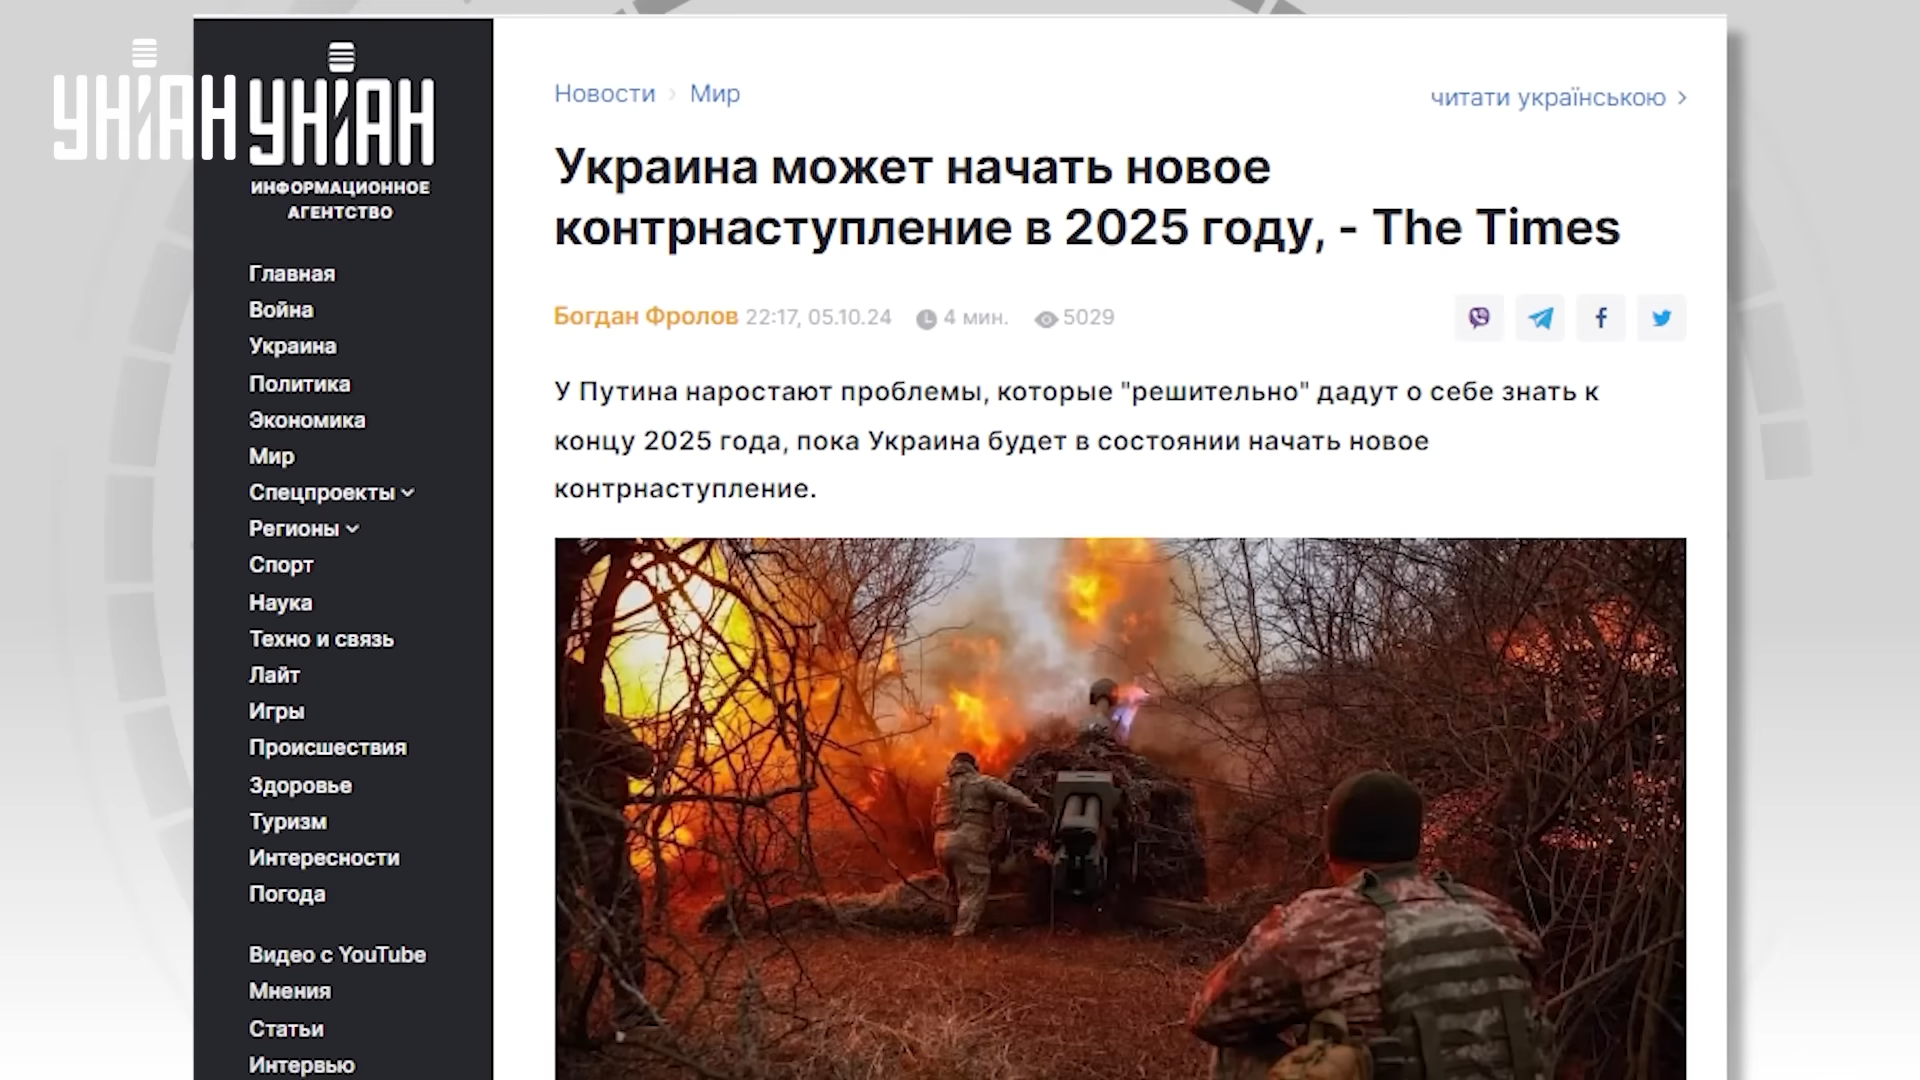 УНІАН
УНІАН
ИНФОРМАЦИОННОЕ
АГЕНТСТВО
Главная
Война
Украина
Политика
Экономика
Мир
Спецпроекты
Регионы
Спорт
Наука
Техно и связь
Лайт
Игры
Происшествия
Здоровье
Туризм
Интересности
Погода
Видео с YouTube
Мнения
Статьи
Интервью
Новости › Мир
читати українською >
Украина может начать новое
контрнаступление в 2025 году, - The Times
Богдан Фролов 22:17, 05.10.24 4 мин. 5029
У Путина наростают проблемы, которые "решительно" дадут о себе знать к
концу 2025 года, пока Украина будет в состоянии начать новое
контрнаступление.